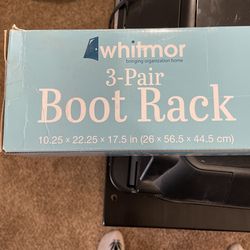 whitmor
bringing organization home
3-Pair
Boot Rack
10.25 × 22.25 × 17.5 in (26 × 56.5 × 44.5 cm)